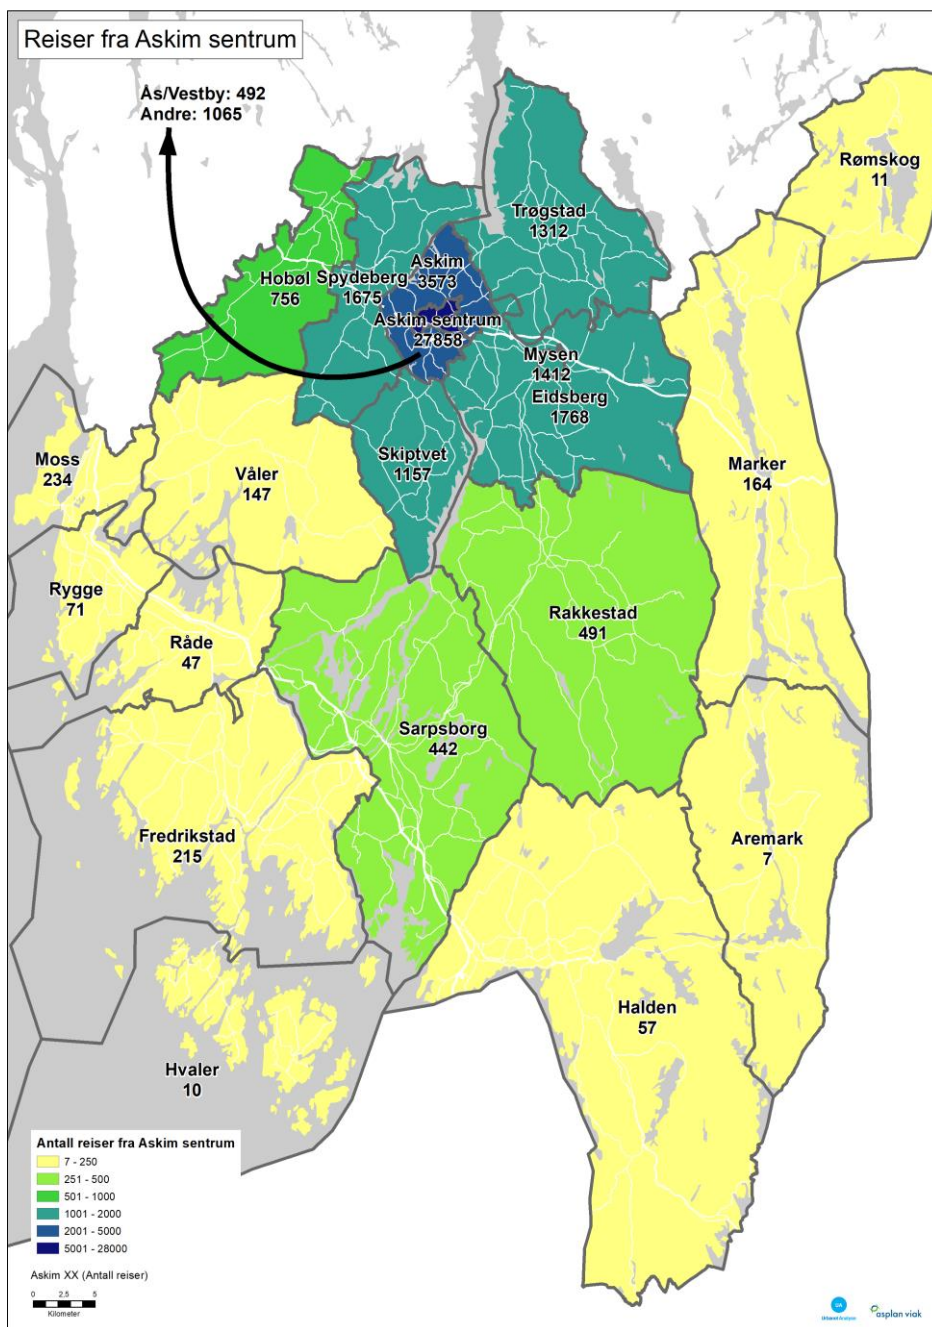 Reiser fra Askim sentrum
Ås/Vestby: 492
Andre: 1065
Rømskog
11
Trøgstad
1312
Askim
3573
Hobøl
756
Spydeberg
1675
Askim sentrum
27858
Mysen
1412
Eidsberg
1768
Skiptvet
1157
Moss
234
Våler
147
Marker
164
Rygge
71
Råde
47
Rakkestad
491
Sarpsborg
442
Fredrikstad
215
Aremark
7
Halden
57
Hvaler
10
Antall reiser fra Askim sentrum
7 - 250
251 - 500
501 - 1000
1001 - 2000
2001 - 5000
5001 - 28000
Askim XX (Antall reiser)
0 2,5 5
Kilometer
UA
Urbanet Analyse
asplan viak